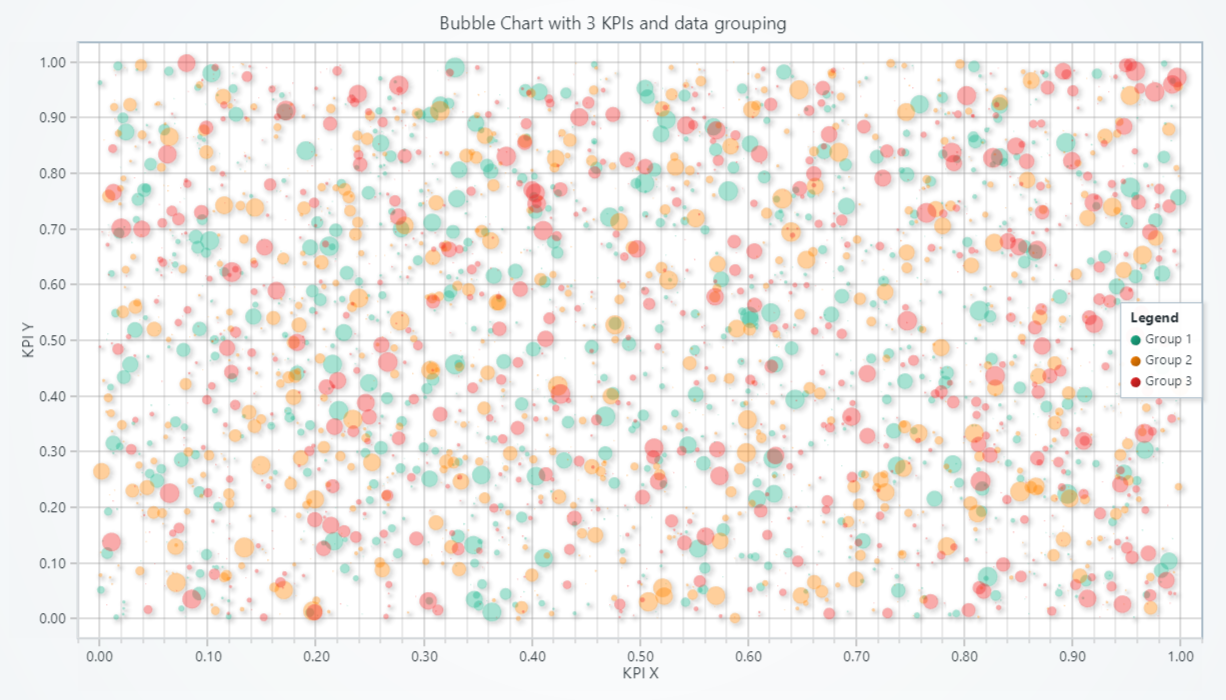 Bubble Chart with 3 KPIs and data grouping
KPI Y
1.00
0.90
0.80
0.70
0.60
0.50
0.40
0.30
0.20
0.10
0.00
Legend
Group 1
Group 2
Group 3
0.00 0.10 0.20 0.30 0.40 0.50 0.60 0.70 0.80 0.90 1.00
KPI X